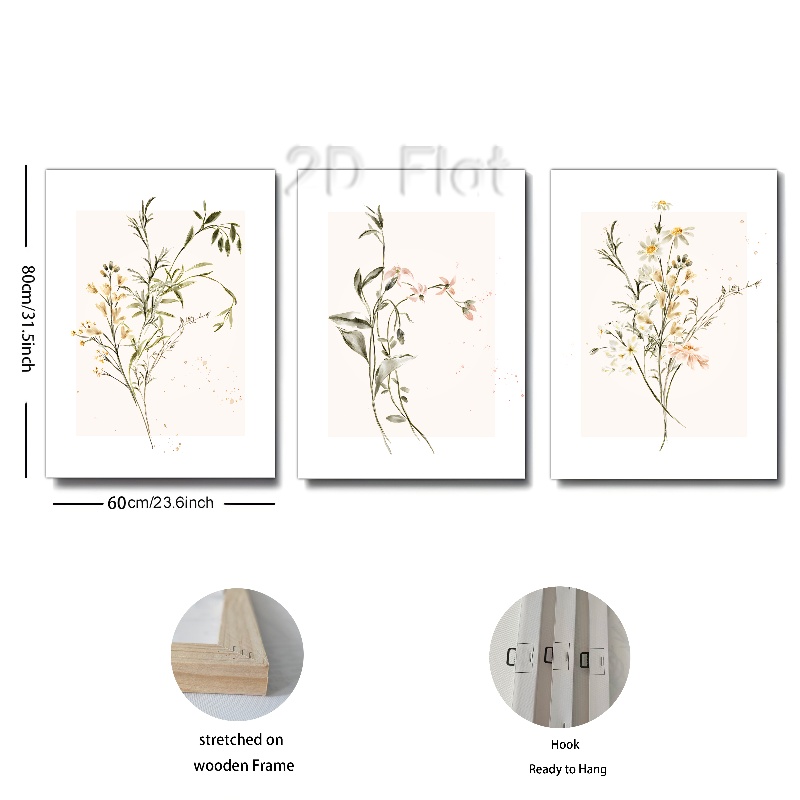 2D Flat
80cm/31.5inch
60cm/23.6inch
stretched on
wooden Frame
Hook
Ready to Hang